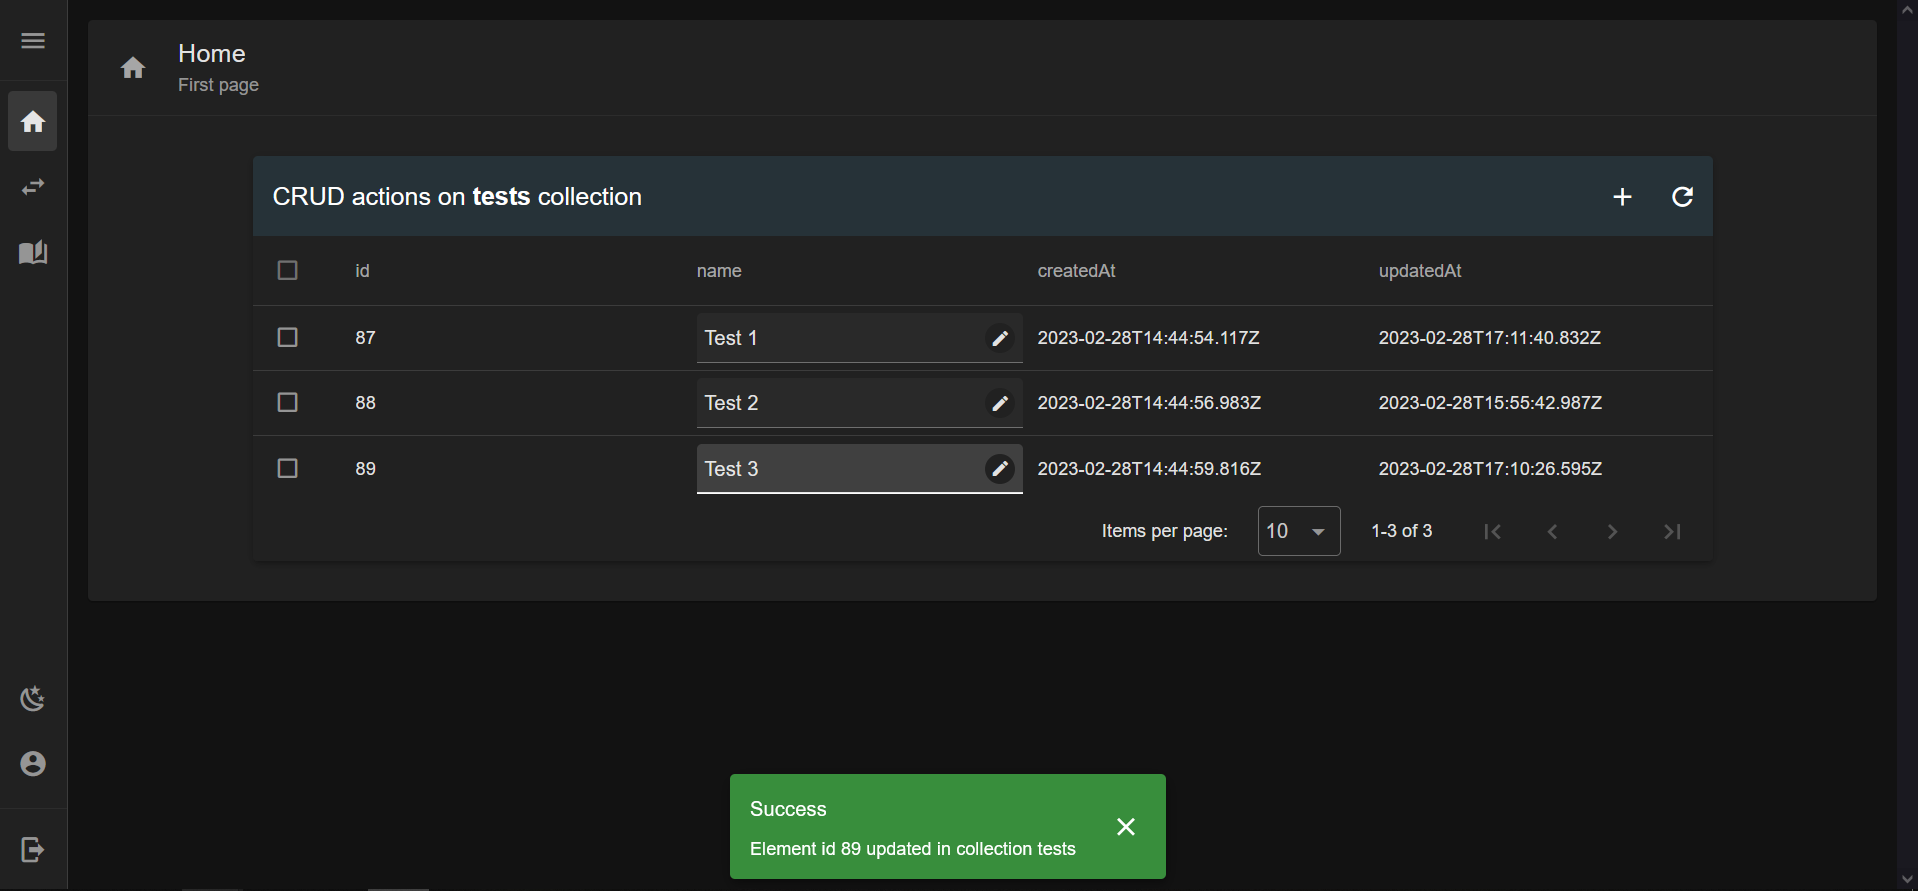 Home
First page
CRUD actions on tests collection
id name createdAt updatedAt
87 Test 1 2023-02-28T14:44:54.117Z 2023-02-28T17:11:40.832Z
88 Test 2 2023-02-28T14:44:56.983Z 2023-02-28T15:55:42.987Z
89 Test 3 2023-02-28T14:44:59.816Z 2023-02-28T17:10:26.595Z
Items per page: 10 1-3 of 3
Success
Element id 89 updated in collection tests